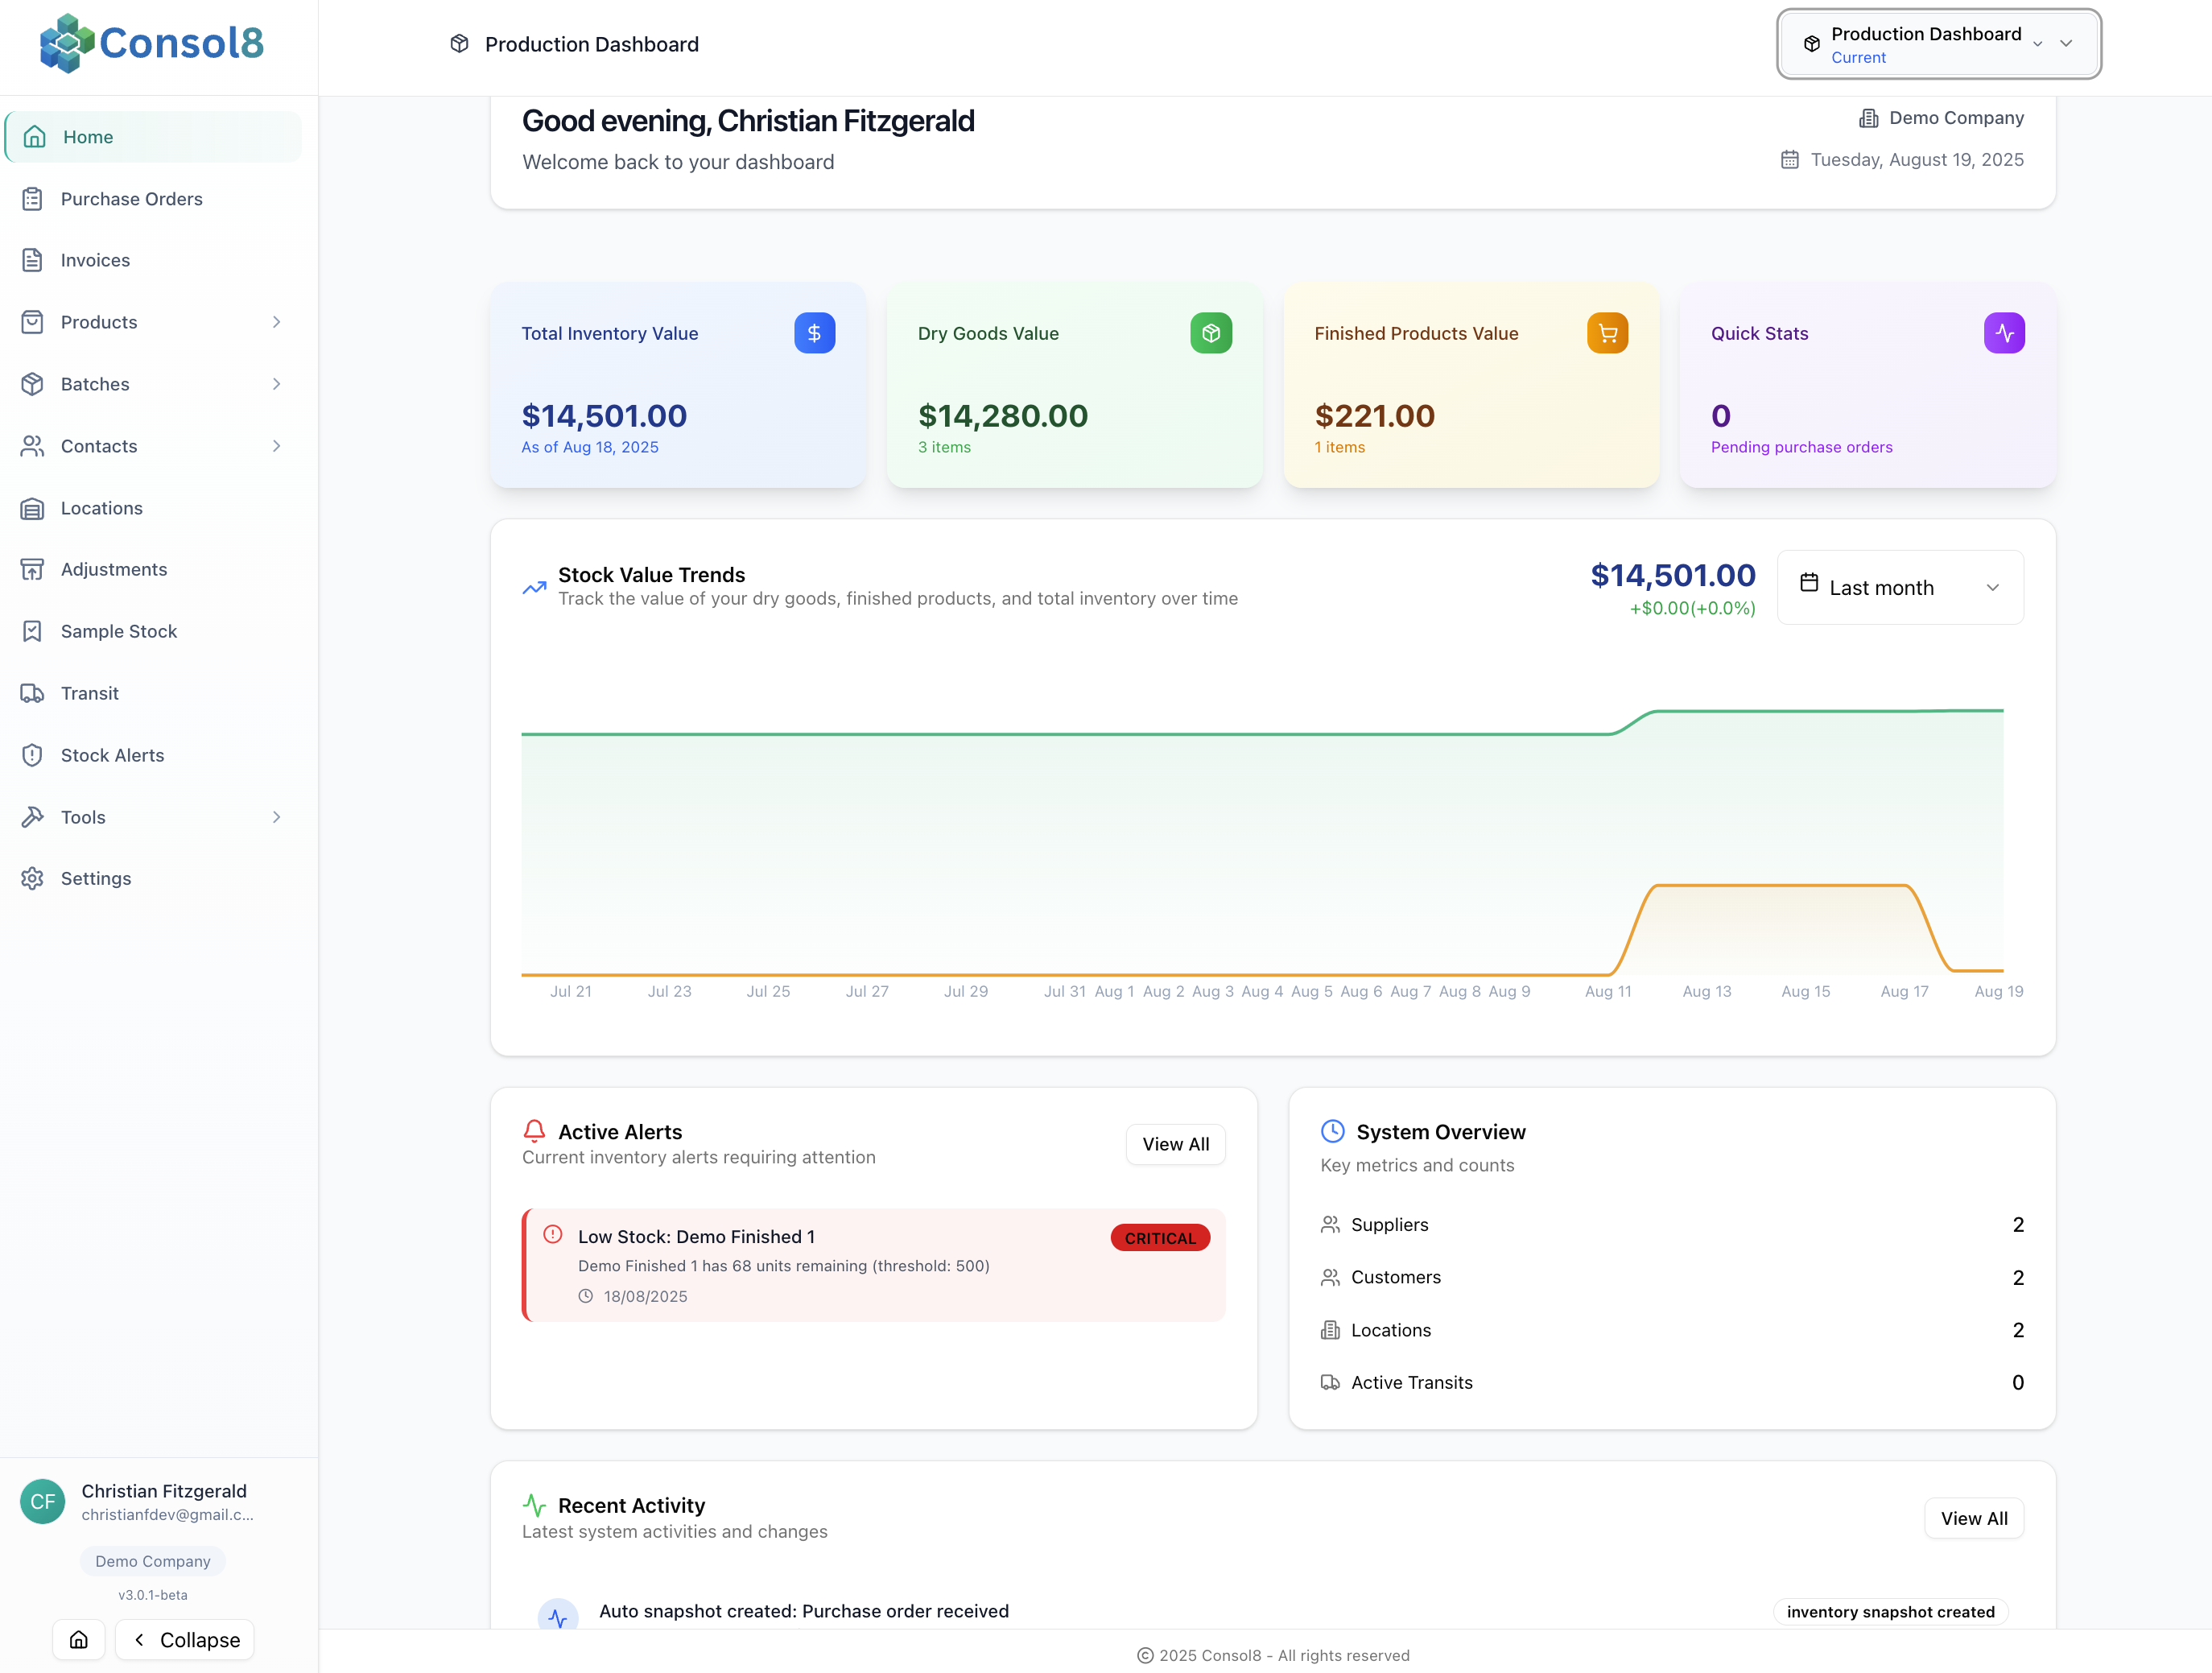 Consol8
Production Dashboard
Production Dashboard
Current
Home
Purchase Orders
Invoices
Products
Batches
Contacts
Locations
Adjustments
Sample Stock
Transit
Stock Alerts
Tools
Settings
Christian Fitzgerald
christianfdev@gmail.c...
CF
Demo Company
v3.0.1-beta
Collapse
Good evening, Christian Fitzgerald
Welcome back to your dashboard
Demo Company
Tuesday, August 19, 2025
Total Inventory Value
$14,501.00
As of Aug 18, 2025
Dry Goods Value
$14,280.00
3 items
Finished Products Value
$221.00
1 items
Quick Stats
0
Pending purchase orders
Stock Value Trends
Track the value of your dry goods, finished products, and total inventory over time
$14,501.00
+$0.00(+0.0%)
Last month
Jul 21 Jul 23 Jul 25 Jul 27 Jul 29 Jul 31 Aug 1 Aug 2 Aug 3 Aug 4 Aug 5 Aug 6 Aug 7 Aug 8 Aug 9 Aug 11 Aug 13 Aug 15 Aug 17 Aug 19
Active Alerts
Current inventory alerts requiring attention
View All
Low Stock: Demo Finished 1
CRITICAL
Demo Finished 1 has 68 units remaining (threshold: 500)
18/08/2025
System Overview
Key metrics and counts
Suppliers 2
Customers 2
Locations 2
Active Transits 0
Recent Activity
Latest system activities and changes
View All
Auto snapshot created: Purchase order received
inventory snapshot created
© 2025 Consol8 - All rights reserved